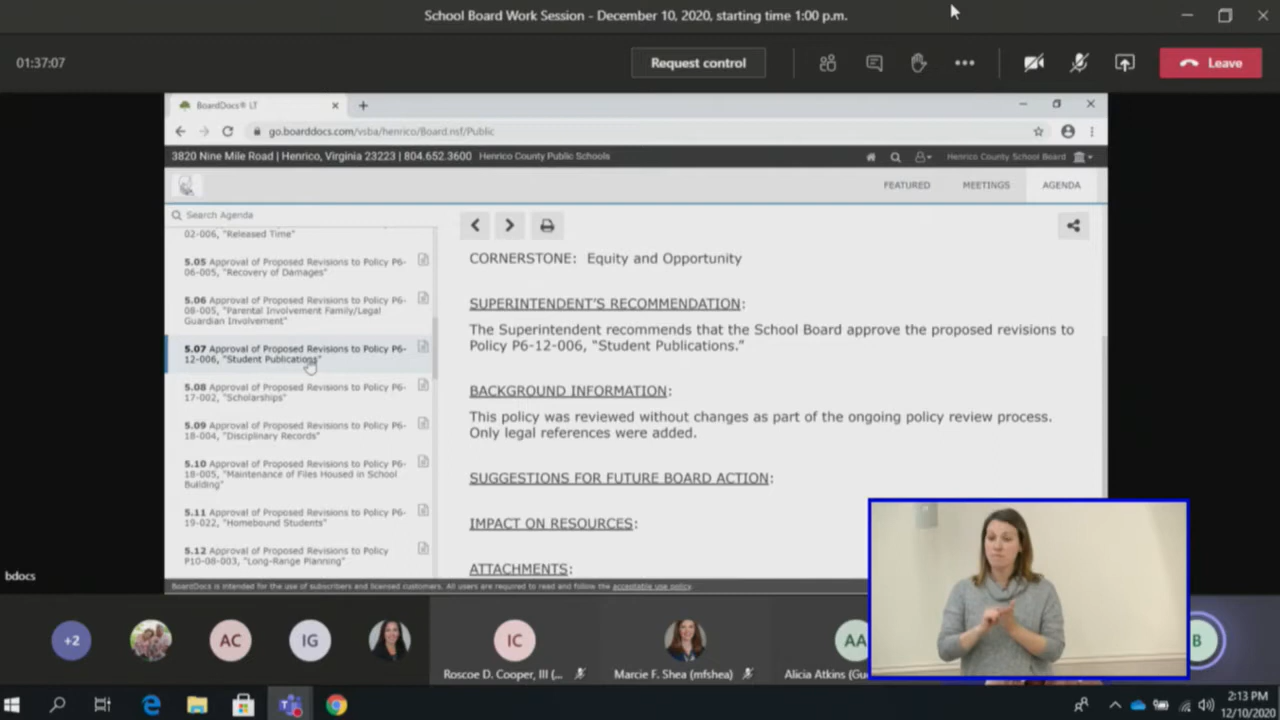 School Board Work Session - December 10, 2020, starting time 1:00 p.m.
01:37:07
Request control
Leave
BoardDocs® LT
go.boarddocs.com/vsba/henrico/Board.nsf/Public
3820 Nine Mile Road | Henrico, Virginia 23223 | 804.652.3600 Henrico County Public Schools
Henrico County School Board
FEATURED
MEETINGS
AGENDA
Search Agenda
02-006, "Released Time"
5.05 Approval of Proposed Revisions to Policy P6-
06-005, "Recovery of Damages"
5.06 Approval of Proposed Revisions to Policy P6-
08-005, "Parental Involvement Family/Legal
Guardian Involvement"
5.07 Approval of Proposed Revisions to Policy P6-
12-006, "Student Publications"
5.08 Approval of Proposed Revisions to Policy P6-
17-002, "Scholarships"
5.09 Approval of Proposed Revisions to Policy P6-
18-004, "Disciplinary Records"
5.10 Approval of Proposed Revisions to Policy P6-
18-005, "Maintenance of Files Housed in School
Building"
5.11 Approval of Proposed Revisions to Policy P6-
19-022, "Homebound Students"
5.12 Approval of Proposed Revisions to Policy
P10-08-003, "Long-Range Planning"
CORNERSTONE: Equity and Opportunity
SUPERINTENDENT'S RECOMMENDATION:
The Superintendent recommends that the School Board approve the proposed revisions to
Policy P6-12-006, "Student Publications."
BACKGROUND INFORMATION:
This policy was reviewed without changes as part of the ongoing policy review process.
Only legal references were added.
SUGGESTIONS FOR FUTURE BOARD ACTION:
IMPACT ON RESOURCES:
ATTACHMENTS:
BoardDocs is intended for the use of subscribers and licensed customers. All users are required to read and follow the acceptable use policy.
bdocs
+2
AC
IG
IC
AA
B
Roscoe D. Cooper, III (...
Marcie F. Shea (mfshea)
Alicia Atkins (Gu
2:13 PM
12/10/2020